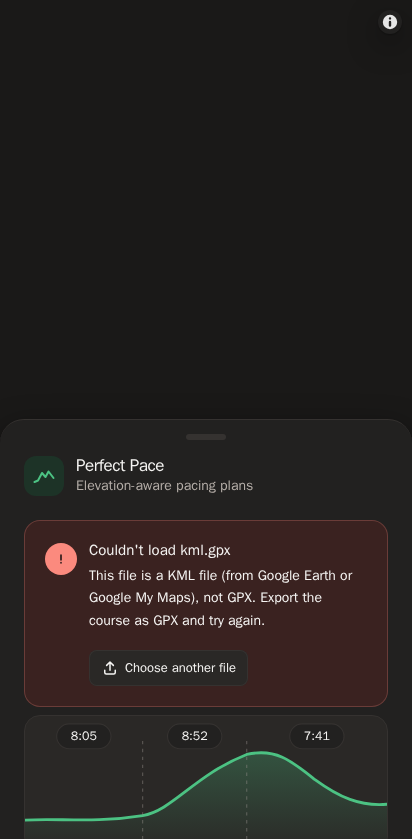 Perfect Pace
Elevation-aware pacing plans
!
Couldn't load kml.gpx
This file is a KML file (from Google Earth or
Google My Maps), not GPX. Export the
course as GPX and try again.
Choose another file
8:05 8:52 7:41